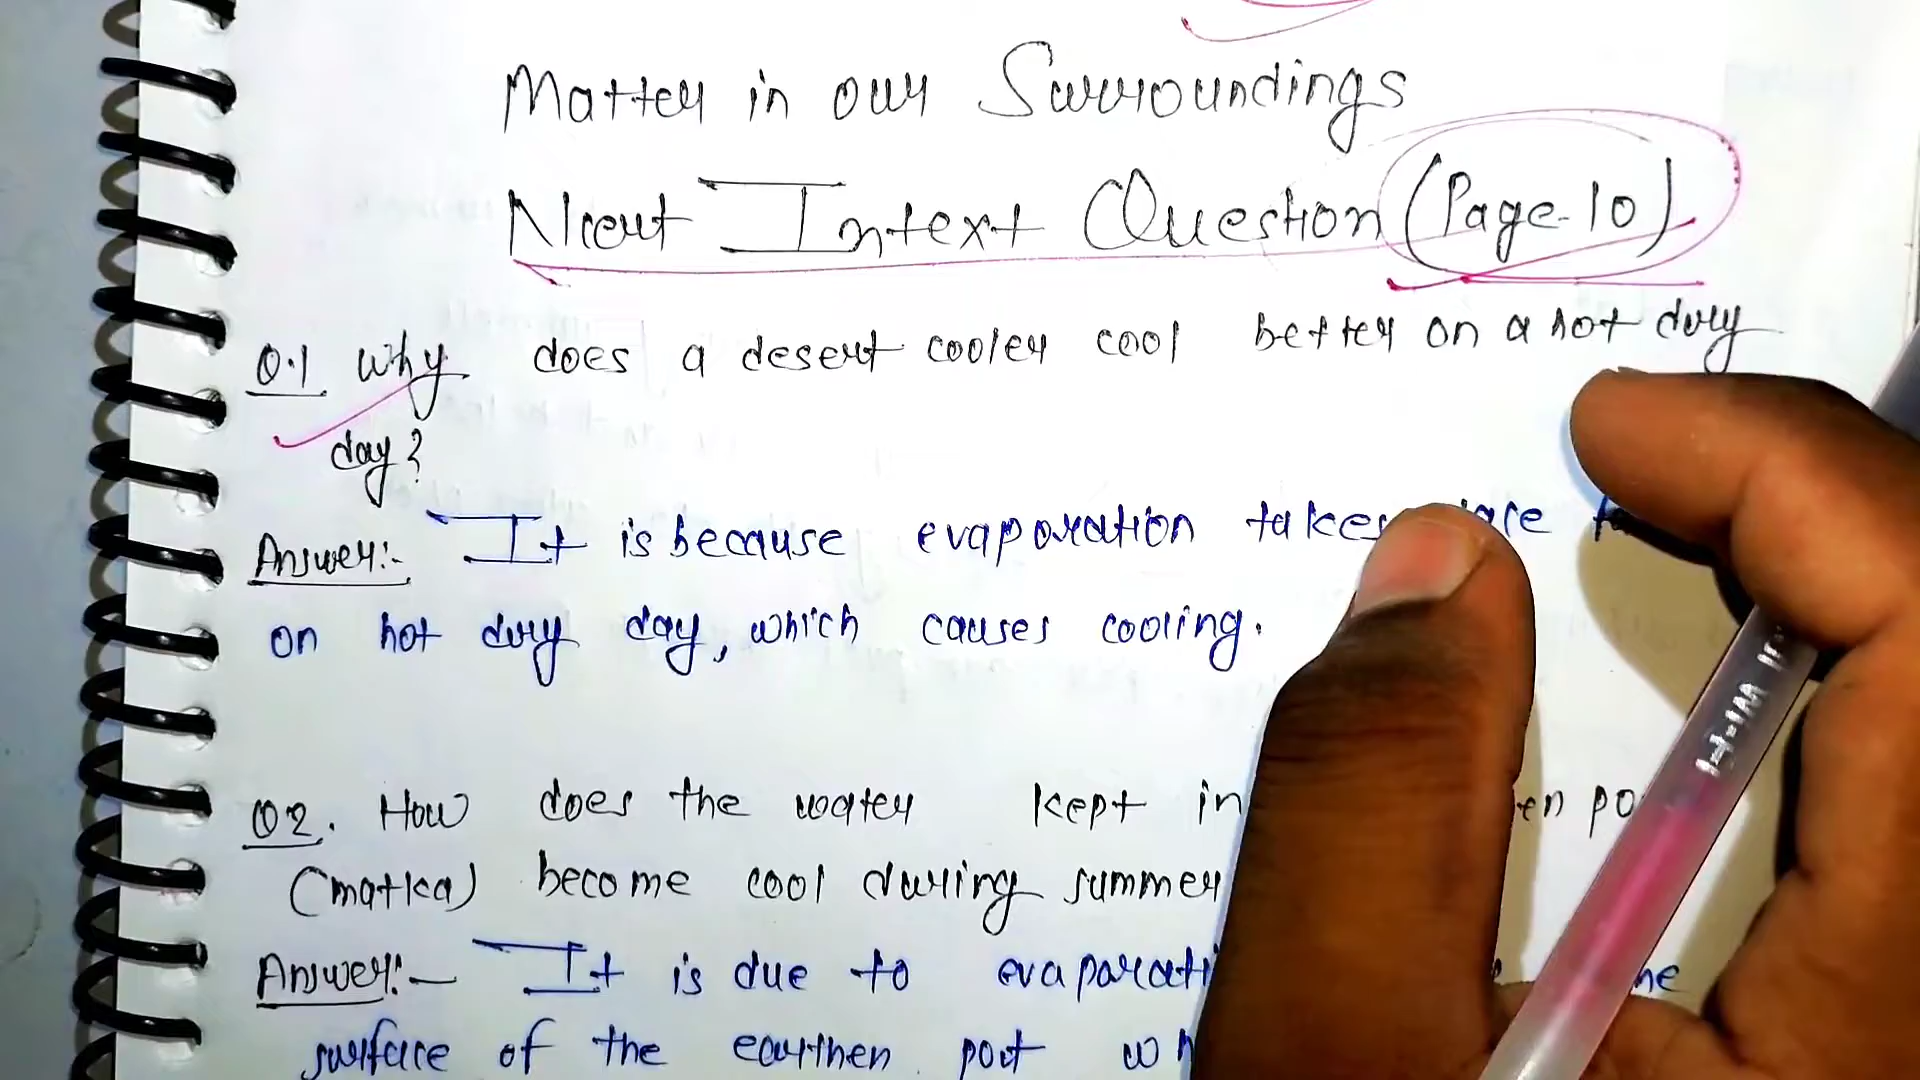 Matter in our Surroundings
Ncert Intext Question (Page-10)
Q.1 Why does a desert cooler cool better on a hot dry
day?
Answer:- It is because evaporation takes
on hot dry day, which causes cooling.
Q2. How does the water kept in
(matka) become cool during summer
Answer:- It is due to
surface of the earthen pot